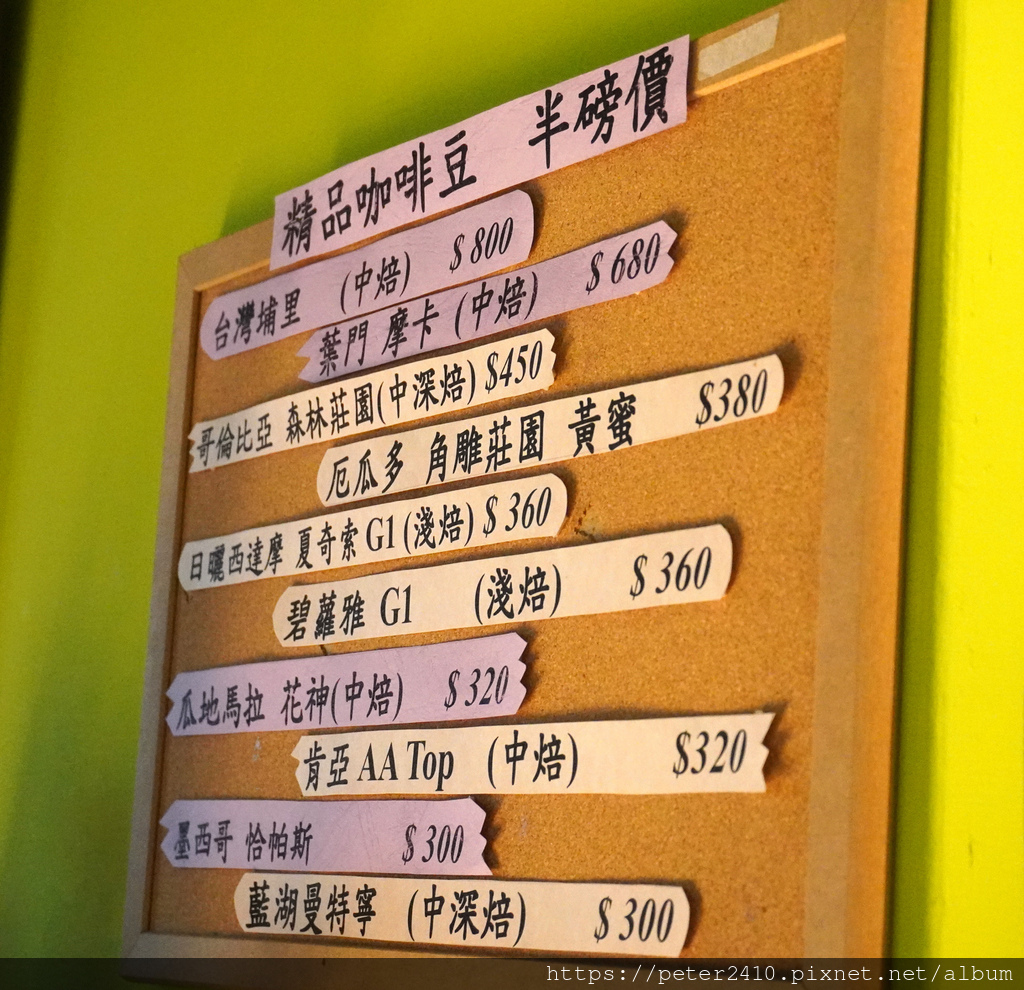 精品咖啡豆 半磅價
台灣埔里 (中焙) $800
葉門 摩卡 (中焙) $680
哥倫比亞 森林莊園(中深焙) $450
厄瓜多 角雕莊園 黃蜜 $380
日曬西達摩 夏奇索 G1 (淺焙) $360
碧蘿雅 G1 (淺焙) $360
瓜地馬拉 花神(中焙) $320
肯亞 AA Top (中焙) $320
墨西哥 恰帕斯 $300
藍湖曼特寧 (中深焙) $300
https://peter2410.pixnet.net/album